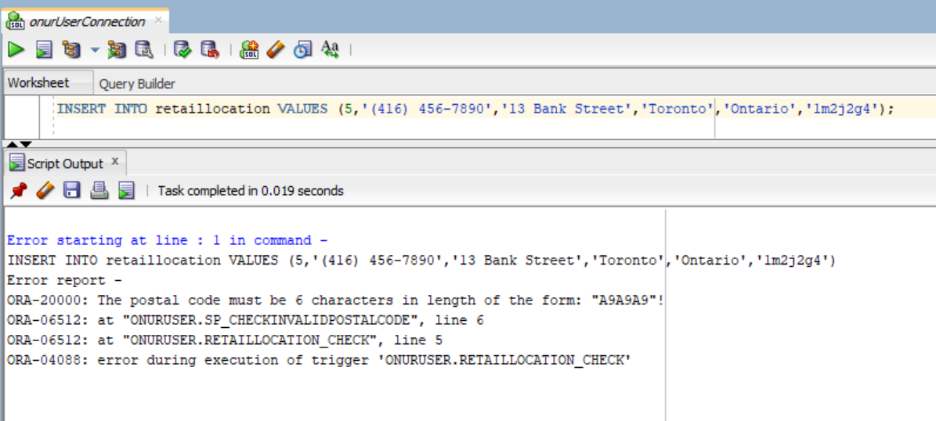 onurUserConnection
Worksheet Query Builder
INSERT INTO retaillocation VALUES (5,'(416) 456-7890','13 Bank Street','Toronto','Ontario','1m2j2g4');
Script Output x
Task completed in 0.019 seconds
Error starting at line : 1 in command -
INSERT INTO retaillocation VALUES (5,'(416) 456-7890','13 Bank Street','Toronto','Ontario','1m2j2g4')
Error report -
ORA-20000: The postal code must be 6 characters in length of the form: "A9A9A9"!
ORA-06512: at "ONURUSER.SP_CHECKINVALIDPOSTALCODE", line 6
ORA-06512: at "ONURUSER.RETAILLOCATION_CHECK", line 5
ORA-04088: error during execution of trigger 'ONURUSER.RETAILLOCATION_CHECK'